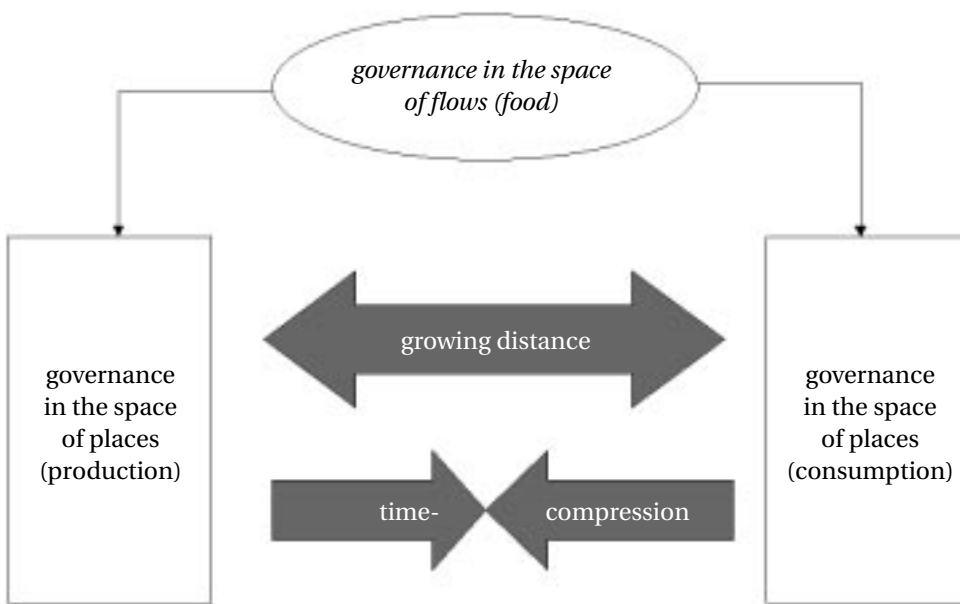 governance in the space
of flows (food)
governance
in the space
of places
(production)
growing distance
time-
compression
governance
in the space
of places
(consumption)